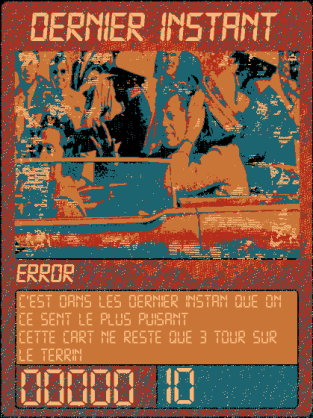 DERNIER INSTANT
ERROR
C'EST DANS LES DERNIER INSTAN QUE ON
CE SENT LE PLUS PUISANT
CETTE CART NE RESTE QUE 3 TOUR SUR
LE TERRIN
00000 10